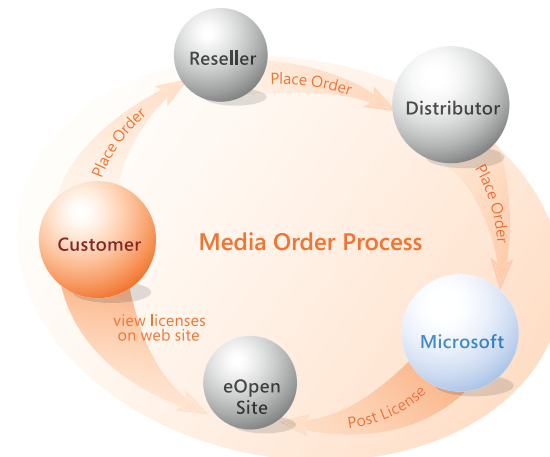 Reseller
Place Order
Distributor
Place Order
Place Order
Customer
Media Order Process
Microsoft
view licenses
on web site
eOpen
Site
Post License